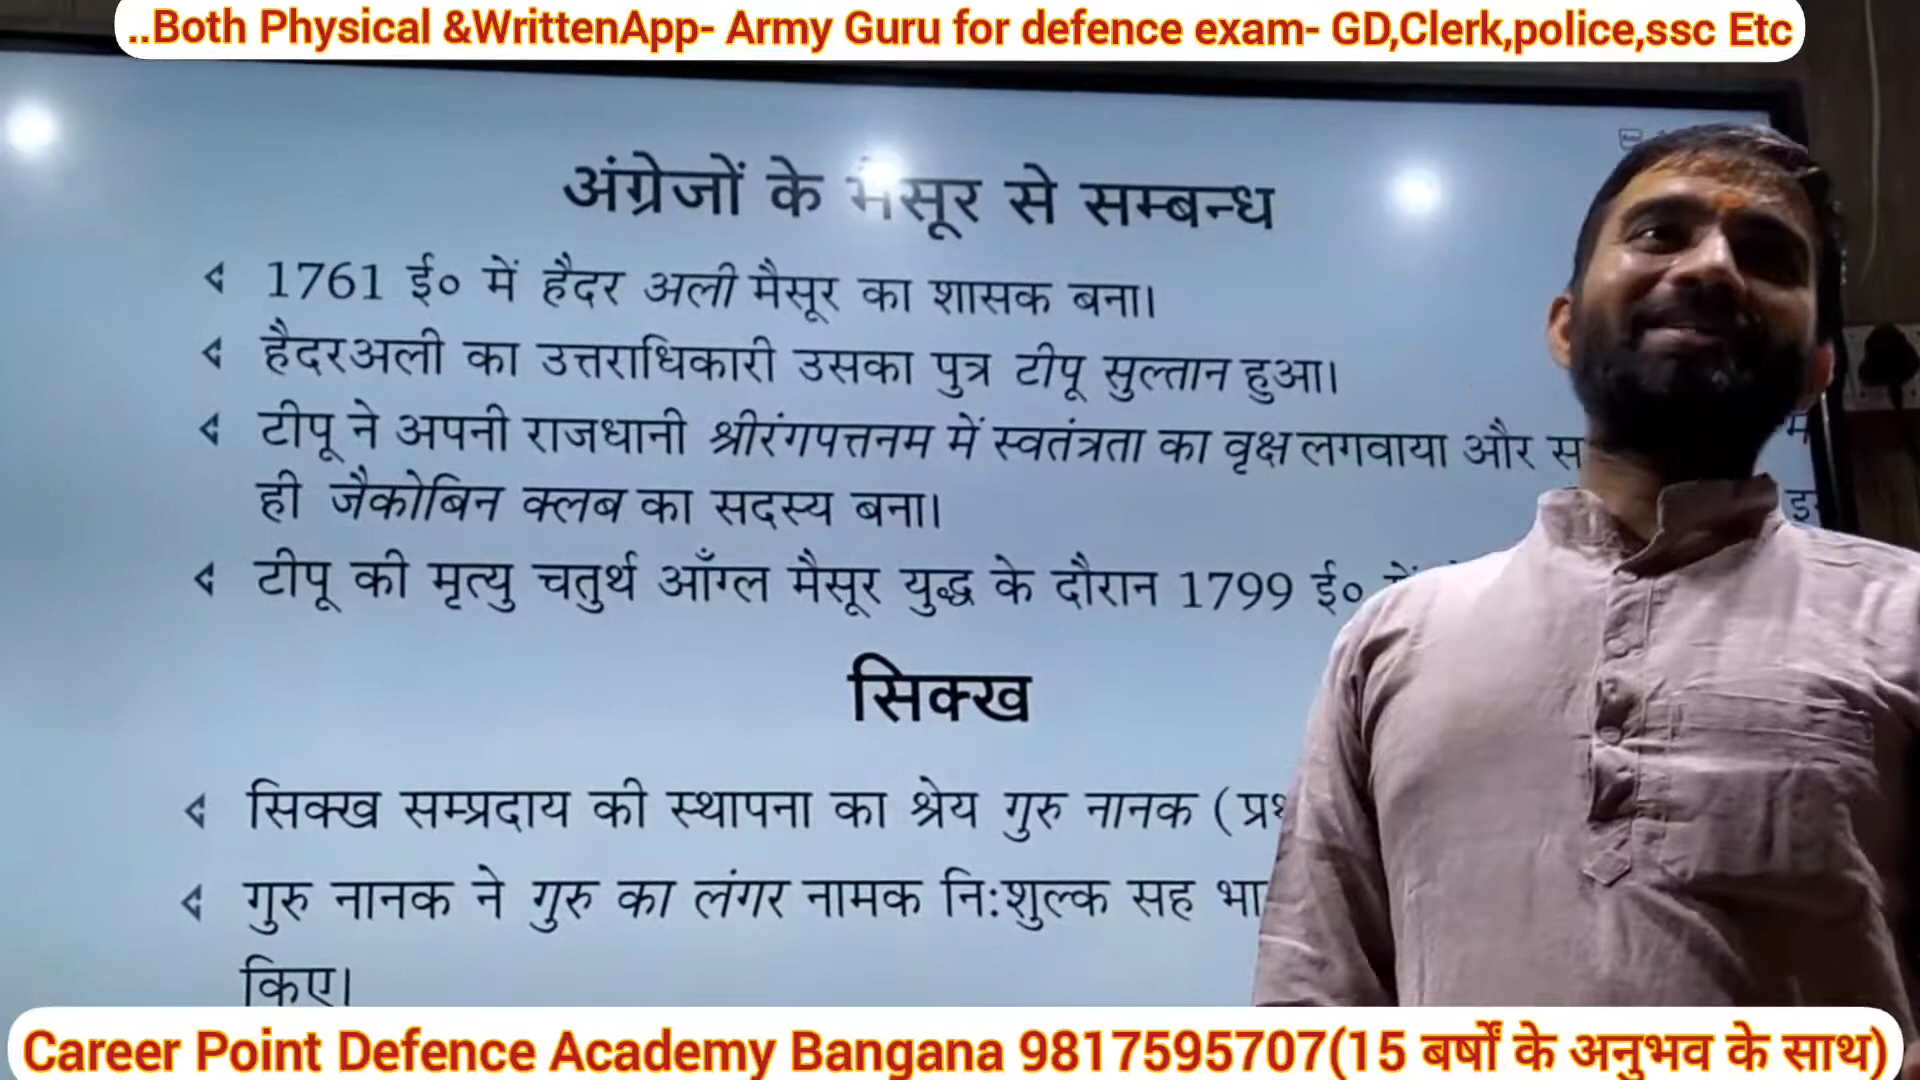 ..Both Physical &WrittenApp- Army Guru for defence exam- GD,Clerk,police,ssc Etc
अंग्रेजों के मैसूर से सम्बन्ध
1761 ई० में हैदर अली मैसूर का शासक बना।
हैदरअली का उत्तराधिकारी उसका पुत्र टीपू सुल्तान हुआ।
टीपू ने अपनी राजधानी श्रीरंगपत्तनम में स्वतंत्रता का वृक्ष लगवाया और
ही जैकोबिन क्लब का सदस्य बना।
टीपू की मृत्यु चतुर्थ आँग्ल मैसूर युद्ध के दौरान 1799 ई०
सिक्ख
सिक्ख सम्प्रदाय की स्थापना का श्रेय गुरु नानक
गुरु नानक ने गुरु का लंगर नामक नि:शुल्क सह
किए।
Career Point Defence Academy Bangana 9817595707(15 बर्षों के अनुभव के साथ)